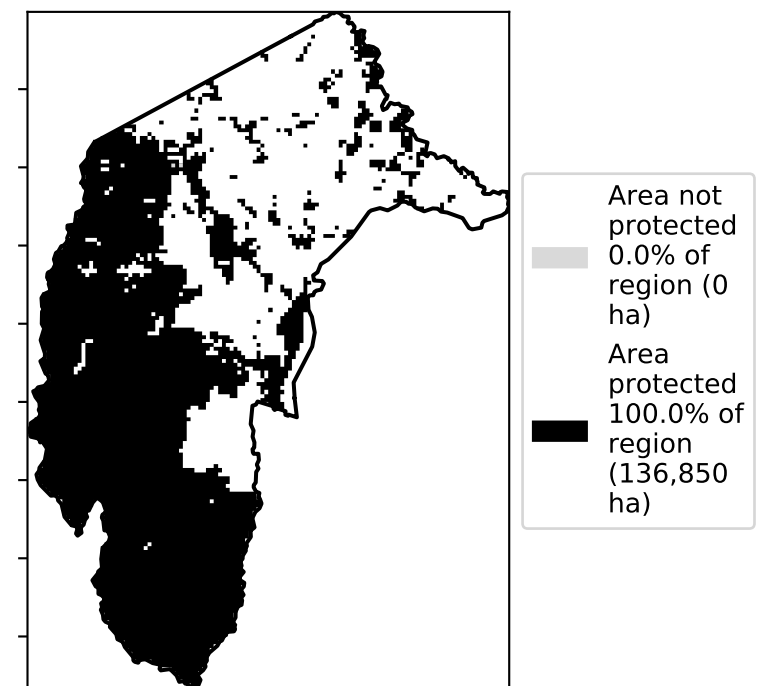 Area not
protected
0.0% of
region (0
ha)
Area
protected
100.0% of
region
(136,850
ha)